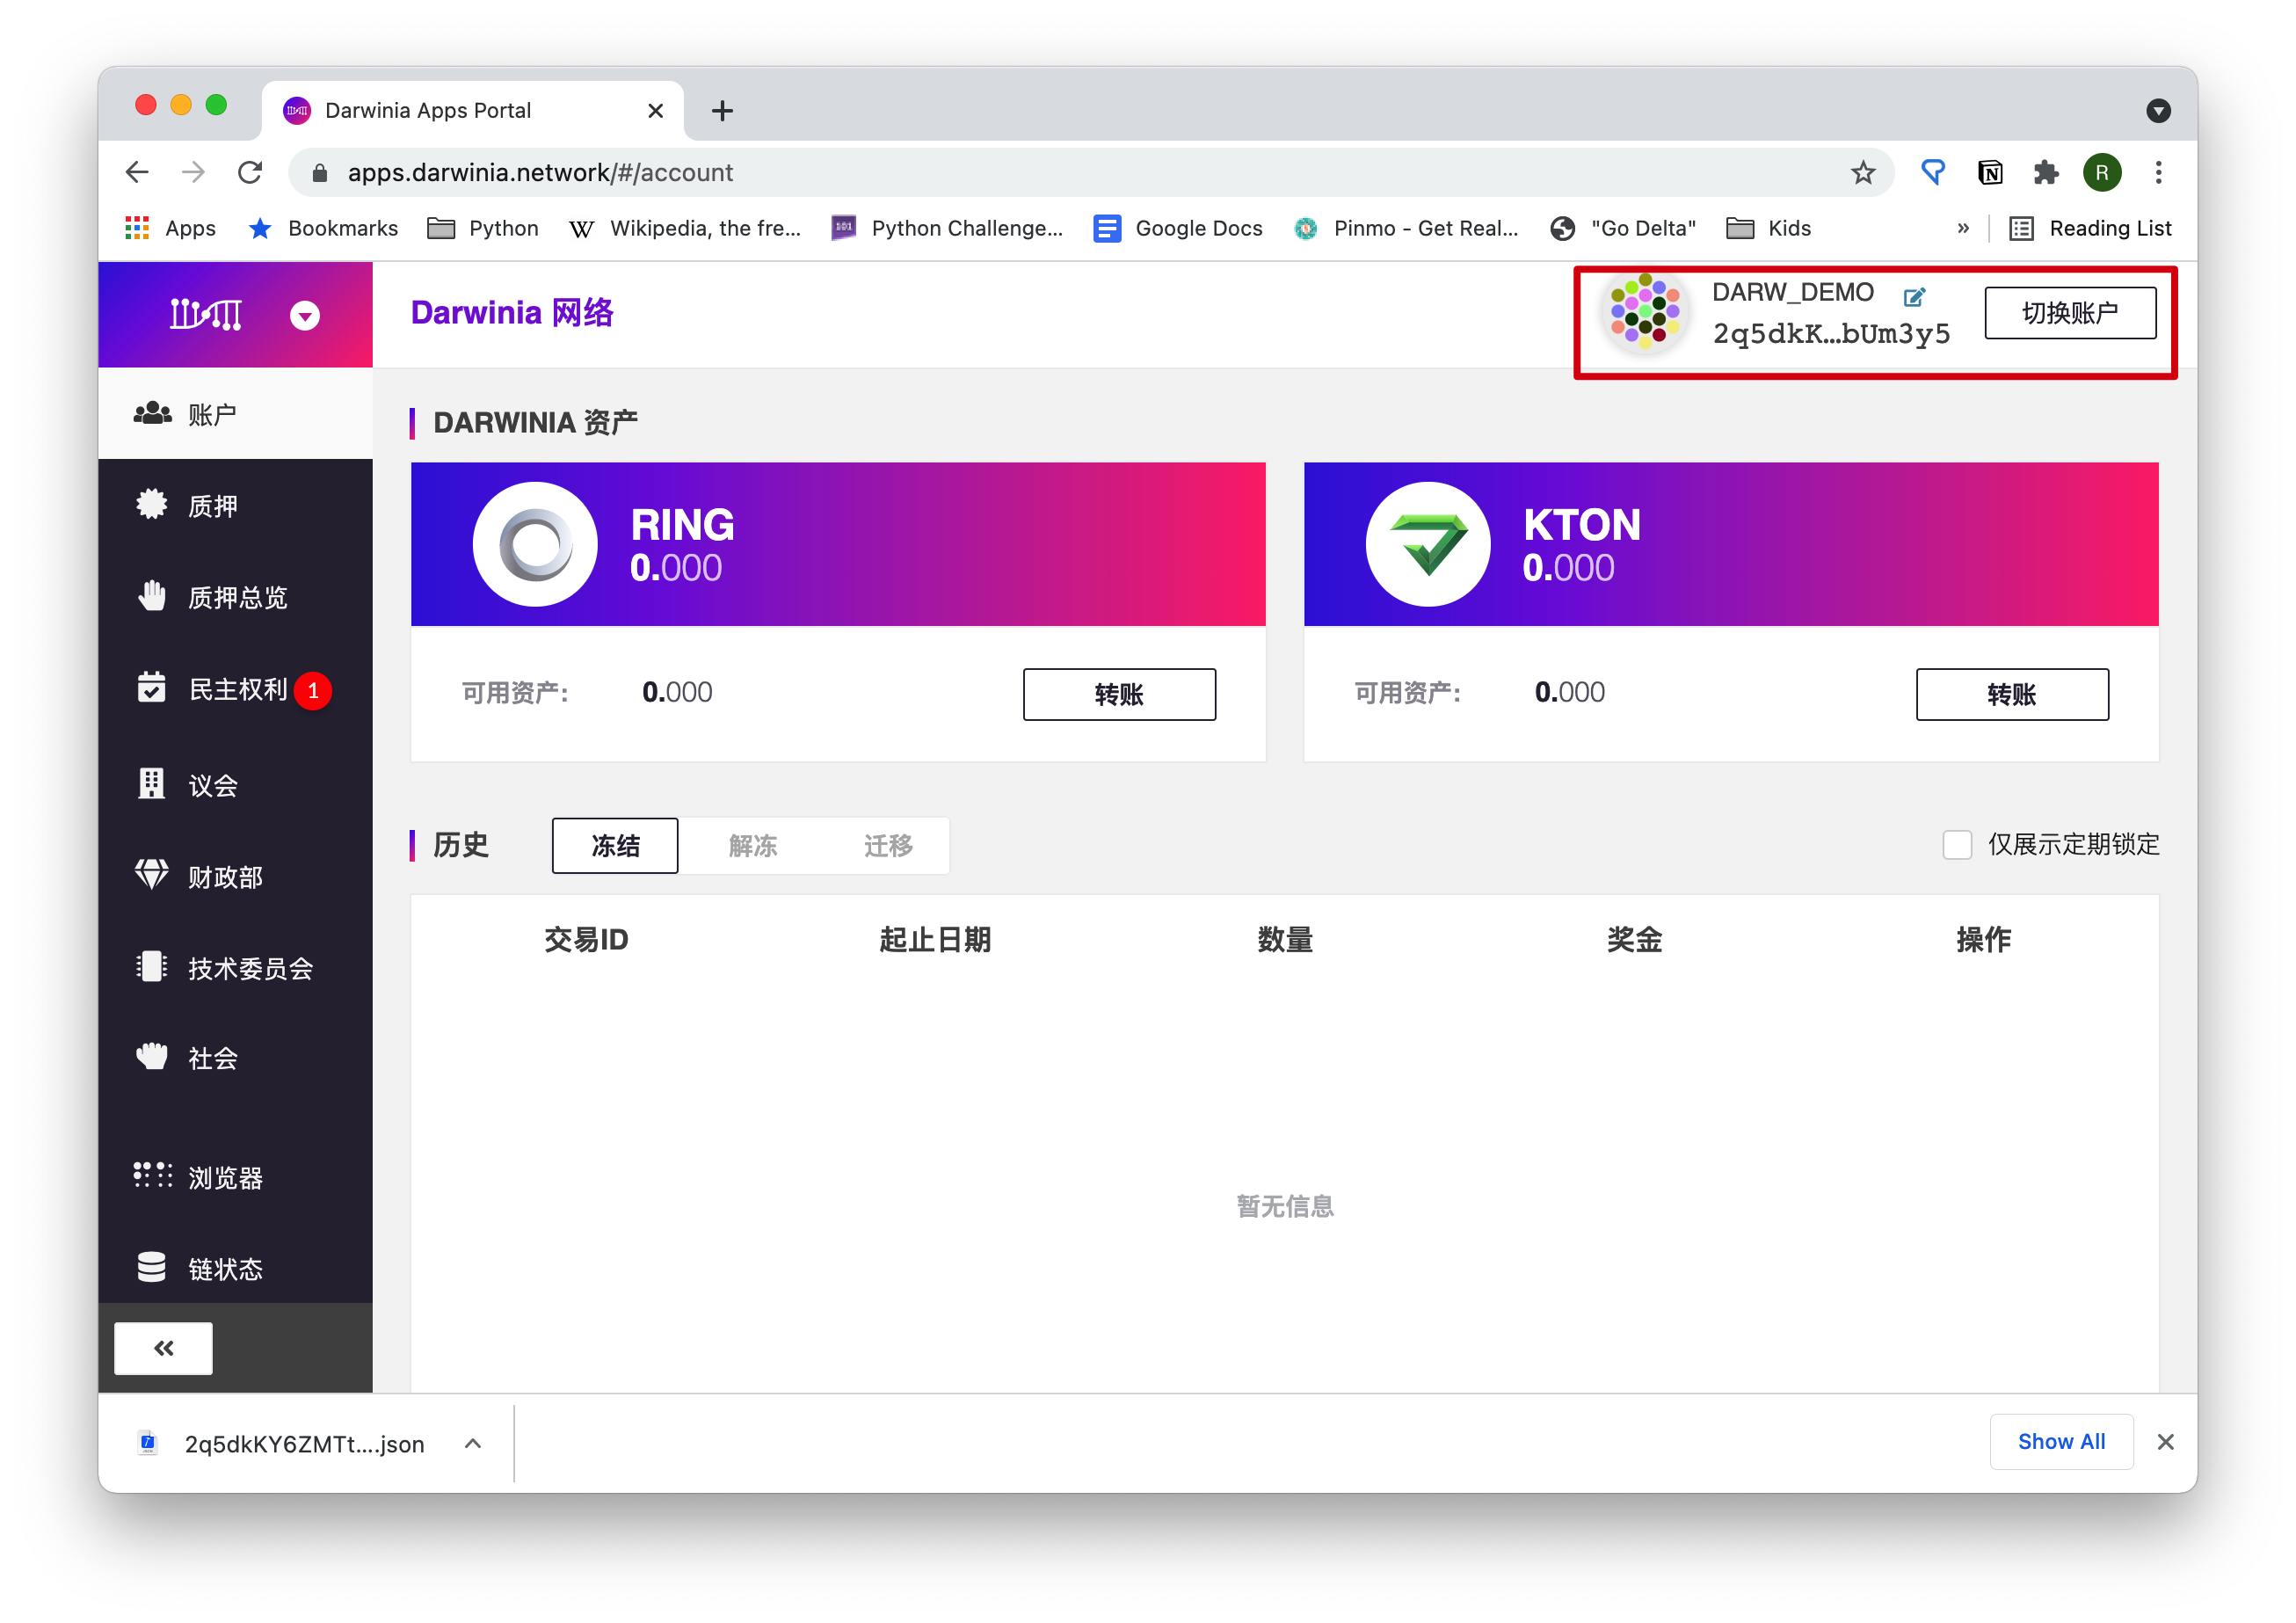 Darwinia Apps Portal
apps.darwinia.network/#/account
R
Apps
Bookmarks
Python
Wikipedia, the fre...
Python Challenge...
Google Docs
Pinmo - Get Real...
"Go Delta"
Kids
»
Reading List
Darwinia 网络
DARW_DEMO
2q5dkK…bUm3y5
切换账户
账户
质押
质押总览
民主权利 1
议会
财政部
技术委员会
社会
浏览器
链状态
DARWINIA 资产
RING
0.000
可用资产:
0.000
转账
KTON
0.000
可用资产:
0.000
转账
历史
冻结
解冻
迁移
仅展示定期锁定
交易ID
起止日期
数量
奖金
操作
暂无信息
2q5dkKY6ZMTt....json
Show All